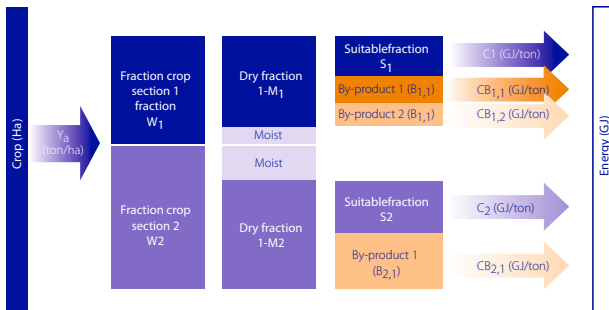 Crop (Ha)
Yₐ
(ton/ha)
Fraction crop
section 1
fraction
W₁
Fraction crop
section 2
W2
Dry fraction
1-M₁
Moist
Moist
Dry fraction
1-M2
Suitablefraction
S₁
By-product 1 (B₁,₁)
By-product 2 (B₁,₁)
Suitablefraction
S2
By-product 1
(B₂,₁)
C1 (GJ/ton)
CB₁,₁ (GJ/ton)
CB₁,₂ (GJ/ton)
C₂ (GJ/ton)
CB₂,₁ (GJ/ton)
Energy (GJ)